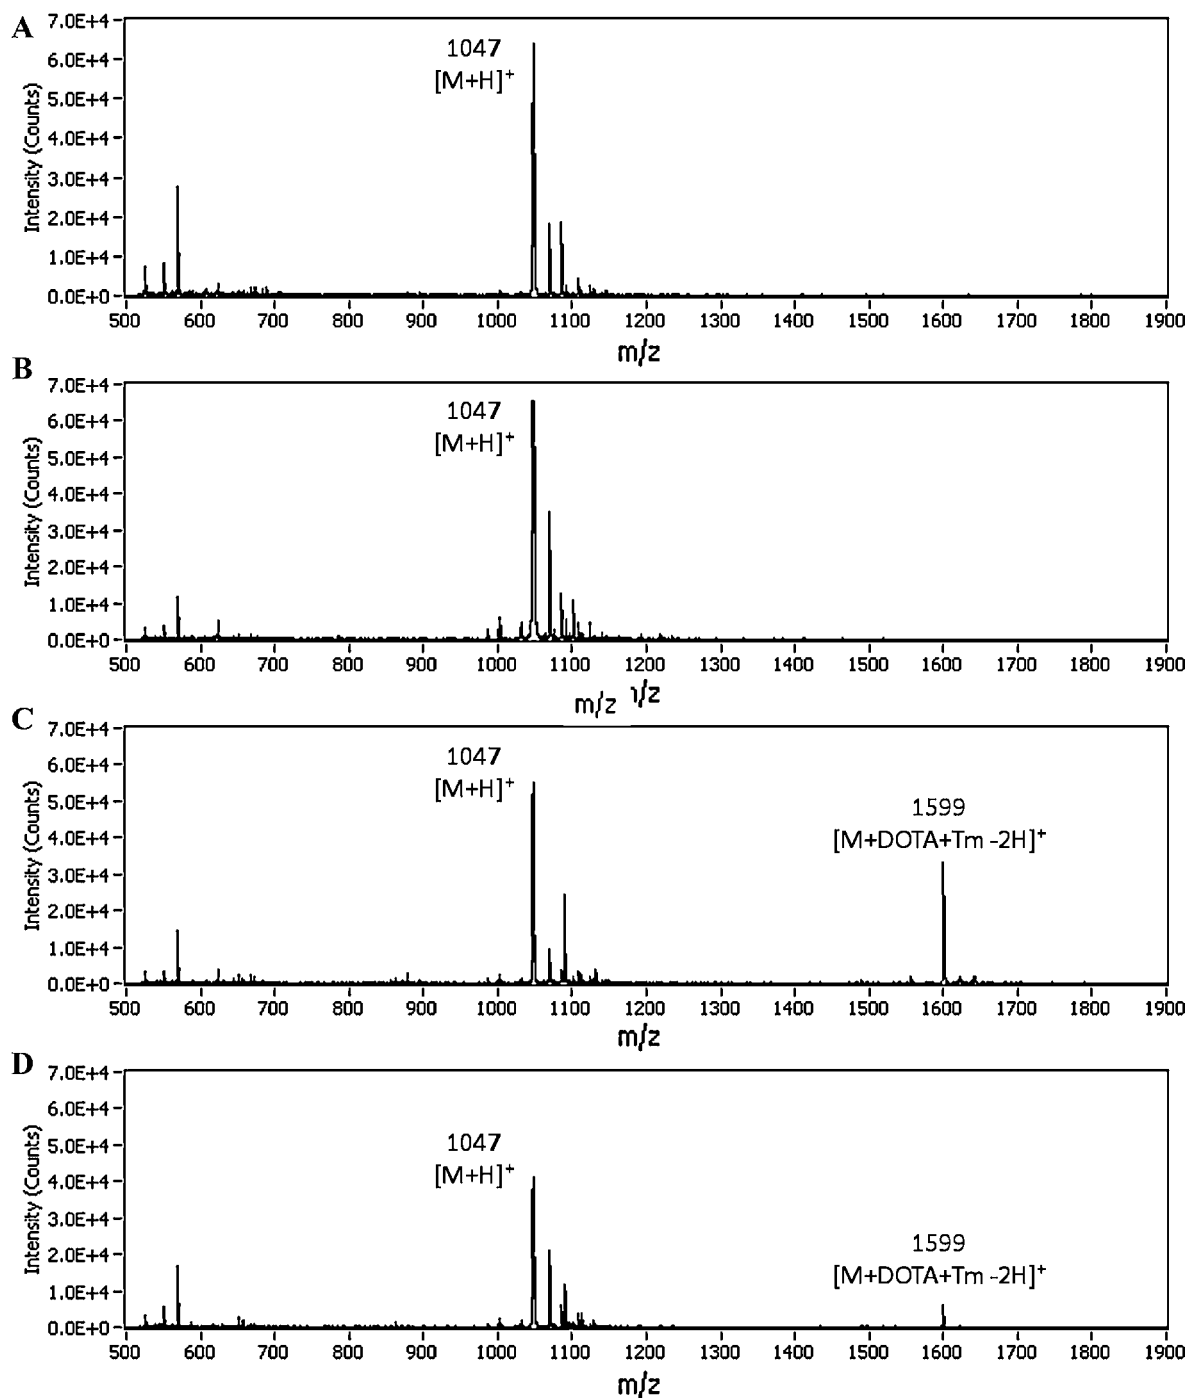 A
Intensity (Counts)
7.0E+4
6.0E+4
5.0E+4
4.0E+4
3.0E+4
2.0E+4
1.0E+4
0.0E+0
1047
[M+H]⁺
500 600 700 800 900 1000 1100 1200 1300 1400 1500 1600 1700 1800 1900
m/z
B
Intensity (Counts)
7.0E+4
6.0E+4
5.0E+4
4.0E+4
3.0E+4
2.0E+4
1.0E+4
0.0E+0
1047
[M+H]⁺
500 600 700 800 900 1000 1100 1200 1300 1400 1500 1600 1700 1800 1900
m/z ı/z
C
Intensity (Counts)
7.0E+4
6.0E+4
5.0E+4
4.0E+4
3.0E+4
2.0E+4
1.0E+4
0.0E+0
1047
[M+H]⁺
1599
[M+DOTA+Tm -2H]⁺
500 600 700 800 900 1000 1100 1200 1300 1400 1500 1600 1700 1800 1900
m/z
D
Intensity (Counts)
7.0E+4
6.0E+4
5.0E+4
4.0E+4
3.0E+4
2.0E+4
1.0E+4
0.0E+0
1047
[M+H]⁺
1599
[M+DOTA+Tm -2H]⁺
500 600 700 800 900 1000 1100 1200 1300 1400 1500 1600 1700 1800 1900
m/z